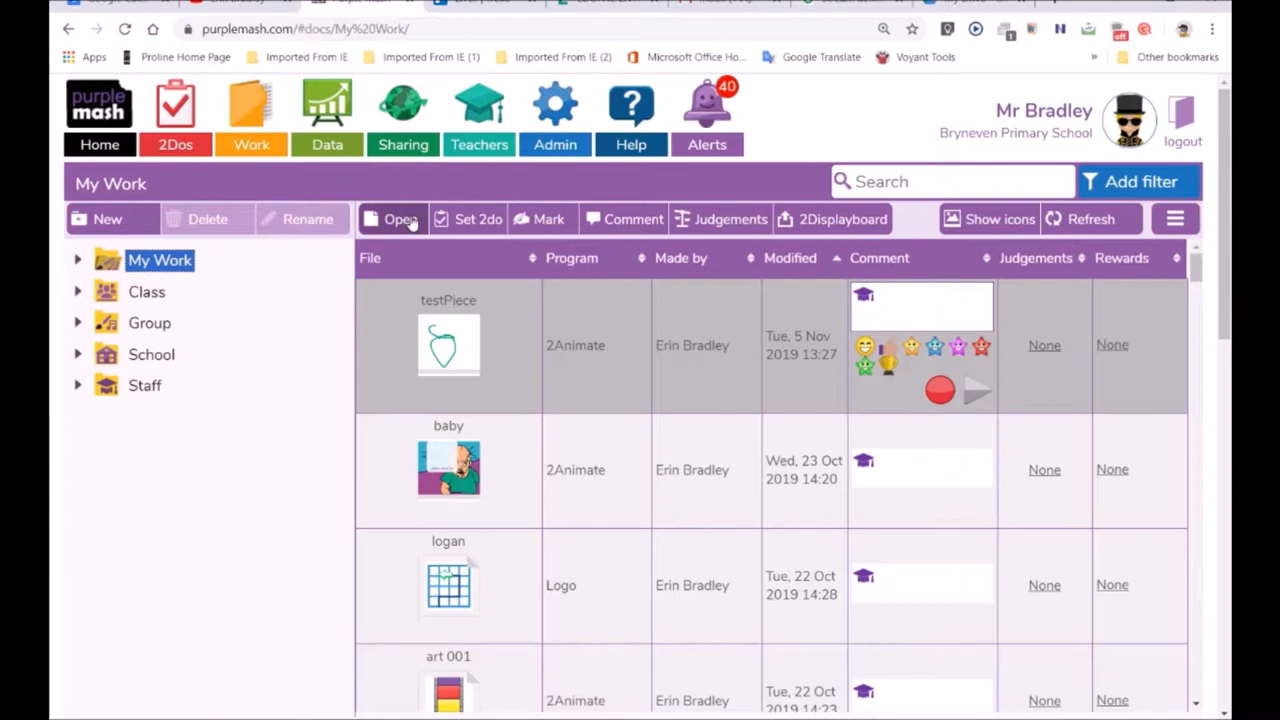 purplemash.com/#docs/My%20Work/
Apps Proline Home Page Imported From IE Imported From IE (1) Imported From IE (2) Microsoft Office Ho... Google Translate Voyant Tools » Other bookmarks
purple mash
40
Home 2Dos Work Data Sharing Teachers Admin Help Alerts
Mr Bradley
Bryneven Primary School
logout
My Work Search Add filter
New Delete Rename Open Set 2do Mark Comment Judgements 2Displayboard Show icons Refresh
My Work
Class
Group
School
Staff
File Program Made by Modified Comment Judgements Rewards
testPiece 2Animate Erin Bradley Tue, 5 Nov 2019 13:27 None None
baby 2Animate Erin Bradley Wed, 23 Oct 2019 14:20 None None
logan Logo Erin Bradley Tue, 22 Oct 2019 14:28 None None
art 001 2Animate Erin Bradley Tue, 22 Oct 2019 14:23 None None